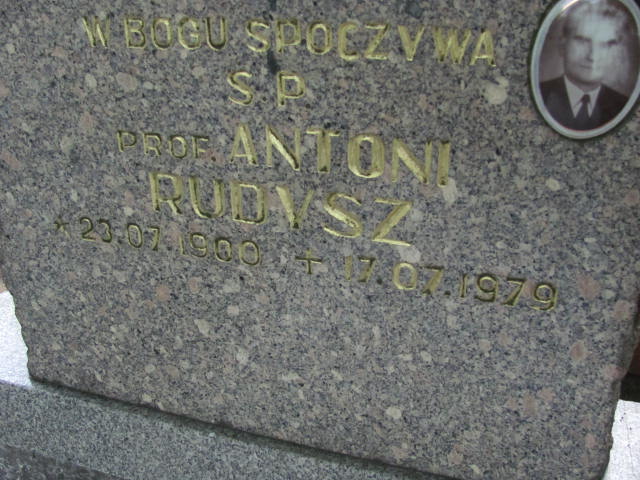 W BOGU SPOCZYWA
S.P.
PROF. ANTONI
RUDYSZ
* 23.07.1900 + 17.07.1979